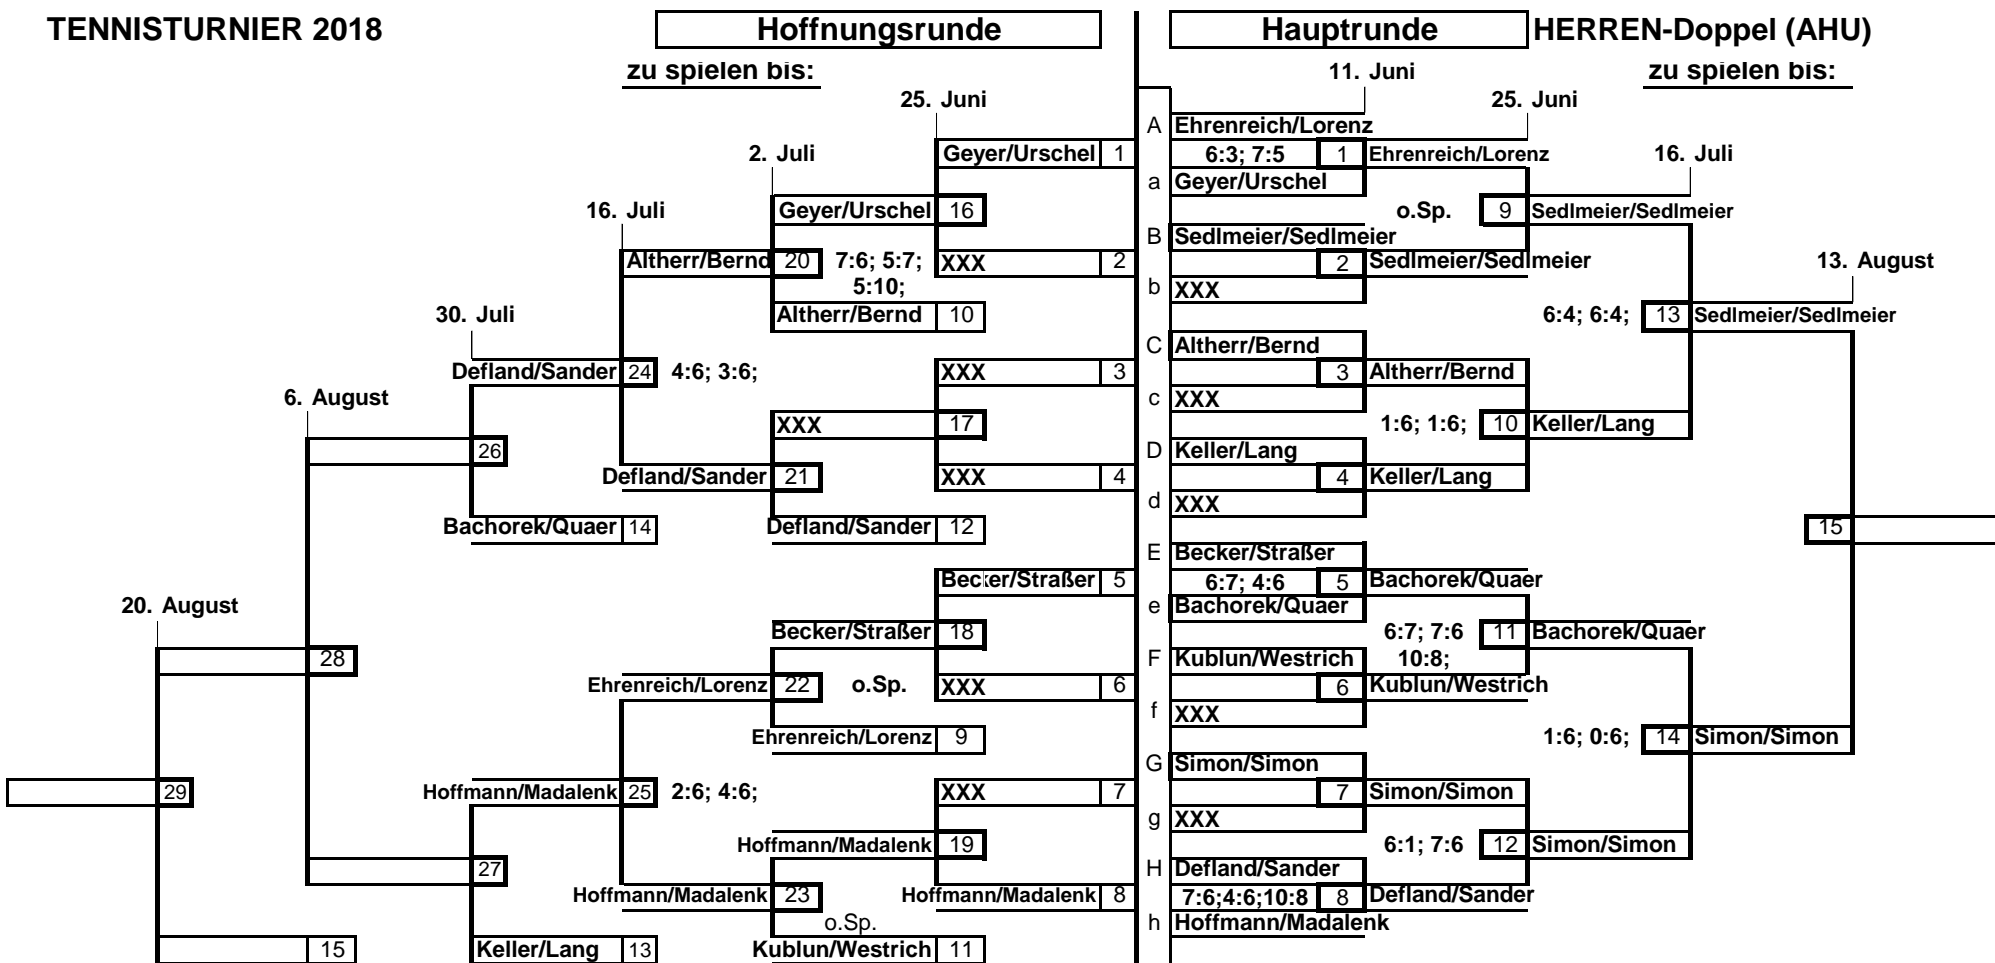 TENNISTURNIER 2018 Hoffnungsrunde Hauptrunde HERREN-Doppel (AHU)
zu spielen bis: 11. Juni zu spielen bis:
25. Juni 25. Juni
A Ehrenreich/Lorenz
2. Juli Geyer/Urschel 1 6:3; 7:5 1 Ehrenreich/Lorenz 16. Juli
a Geyer/Urschel
16. Juli Geyer/Urschel 16 o.Sp. 9 Sedlmeier/Sedlmeier
B Sedlmeier/Sedlmeier
Altherr/Bernd 20 7:6; 5:7; XXX 2 2 Sedlmeier/Sedlmeier 13. August
5:10; b XXX
30. Juli Altherr/Bernd 10 6:4; 6:4; 13 Sedlmeier/Sedlmeier
C Altherr/Bernd
Defland/Sander 24 4:6; 3:6; XXX 3 3 Altherr/Bernd
6. August c XXX
XXX 17 1:6; 1:6; 10 Keller/Lang
26 D Keller/Lang
Defland/Sander 21 XXX 4 4 Keller/Lang
d XXX
Bachorek/Quaer 14 Defland/Sander 12 15
E Becker/Straßer
Becker/Straßer 5 6:7; 4:6 5 Bachorek/Quaer
20. August e Bachorek/Quaer
Becker/Straßer 18 6:7; 7:6 11 Bachorek/Quaer
28 F Kublun/Westrich 10:8;
Ehrenreich/Lorenz 22 o.Sp. XXX 6 6 Kublun/Westrich
f XXX
Ehrenreich/Lorenz 9 1:6; 0:6; 14 Simon/Simon
G Simon/Simon
29 Hoffmann/Madalenk 25 2:6; 4:6; XXX 7 7 Simon/Simon
g XXX
Hoffmann/Madalenk 19 6:1; 7:6 12 Simon/Simon
27 H Defland/Sander
Hoffmann/Madalenk 23 Hoffmann/Madalenk 8 7:6;4:6;10:8 8 Defland/Sander
o.Sp. h Hoffmann/Madalenk
15 Keller/Lang 13 Kublun/Westrich 11